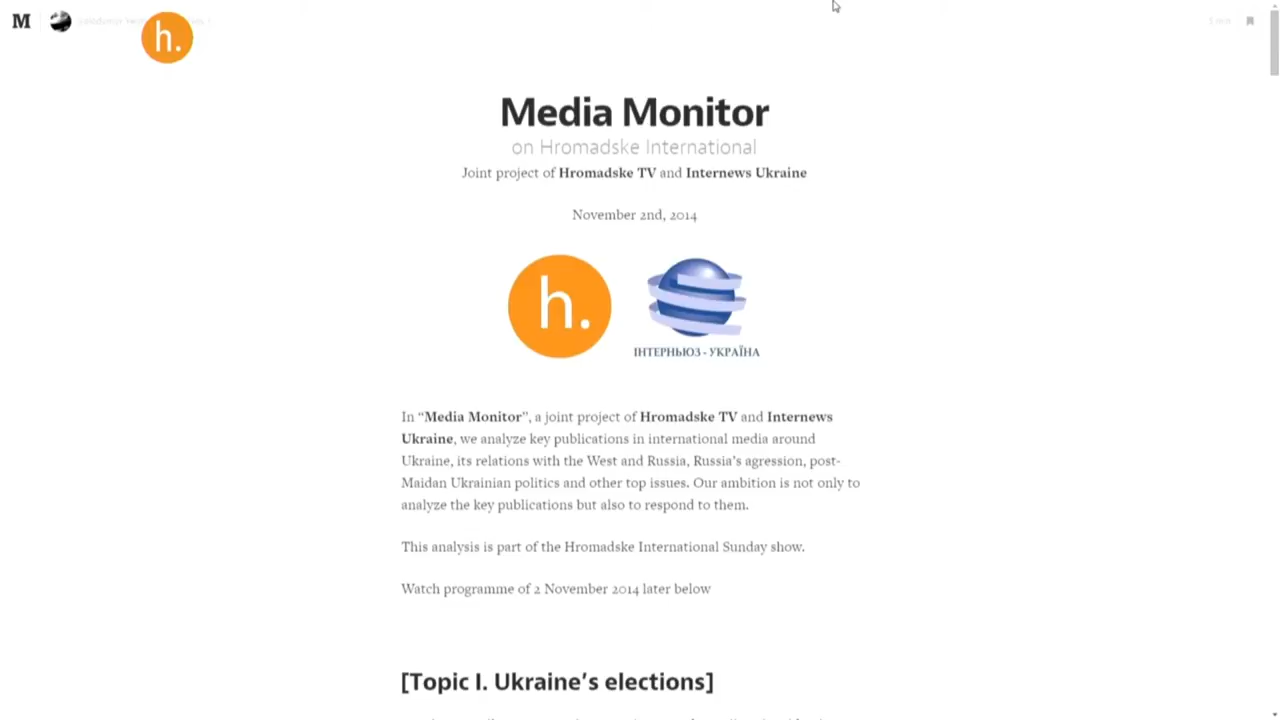 M
h.
5 min
Media Monitor
on Hromadske International
Joint project of Hromadske TV and Internews Ukraine
November 2nd, 2014
h.
ІНТЕРНЬЮЗ - УКРАЇНА
In “Media Monitor”, a joint project of Hromadske TV and Internews
Ukraine, we analyze key publications in international media around
Ukraine, its relations with the West and Russia, Russia’s agression, post-
Maidan Ukrainian politics and other top issues. Our ambition is not only to
analyze the key publications but also to respond to them.
This analysis is part of the Hromadske International Sunday show.
Watch programme of 2 November 2014 later below
[Topic I. Ukraine’s elections]